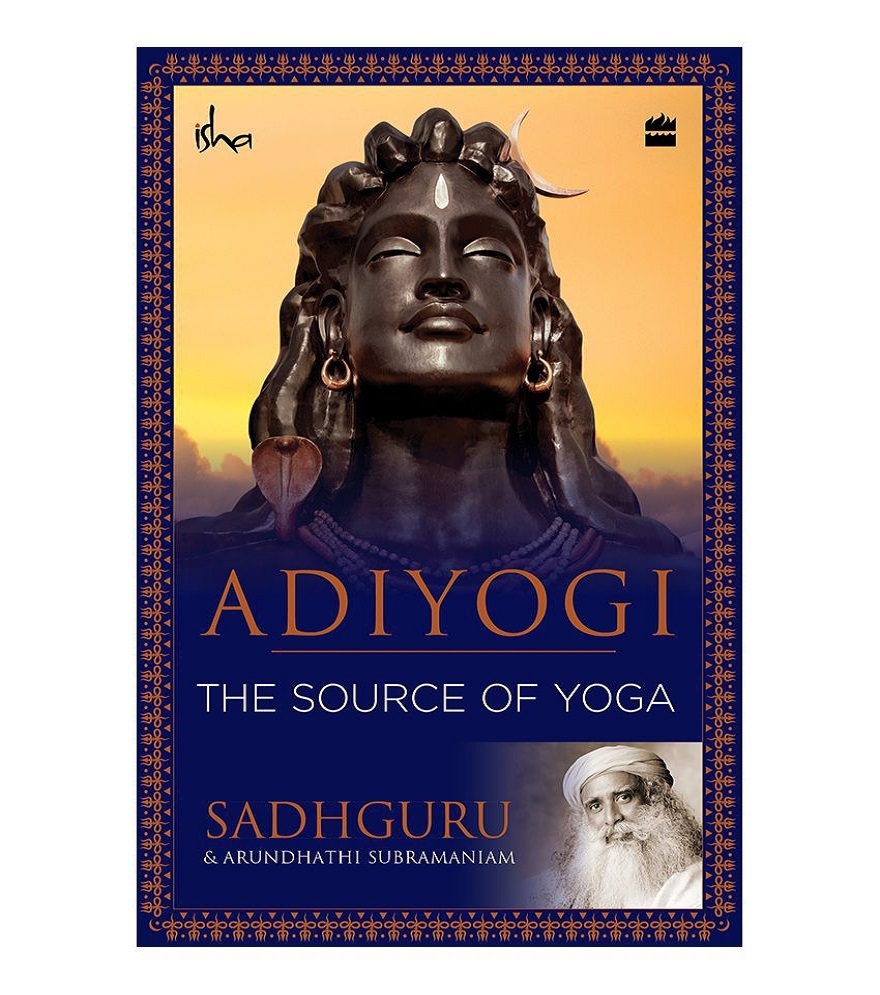 isha
ADIYOGI
THE SOURCE OF YOGA
SADHGURU
& ARUNDHATHI SUBRAMANIAM